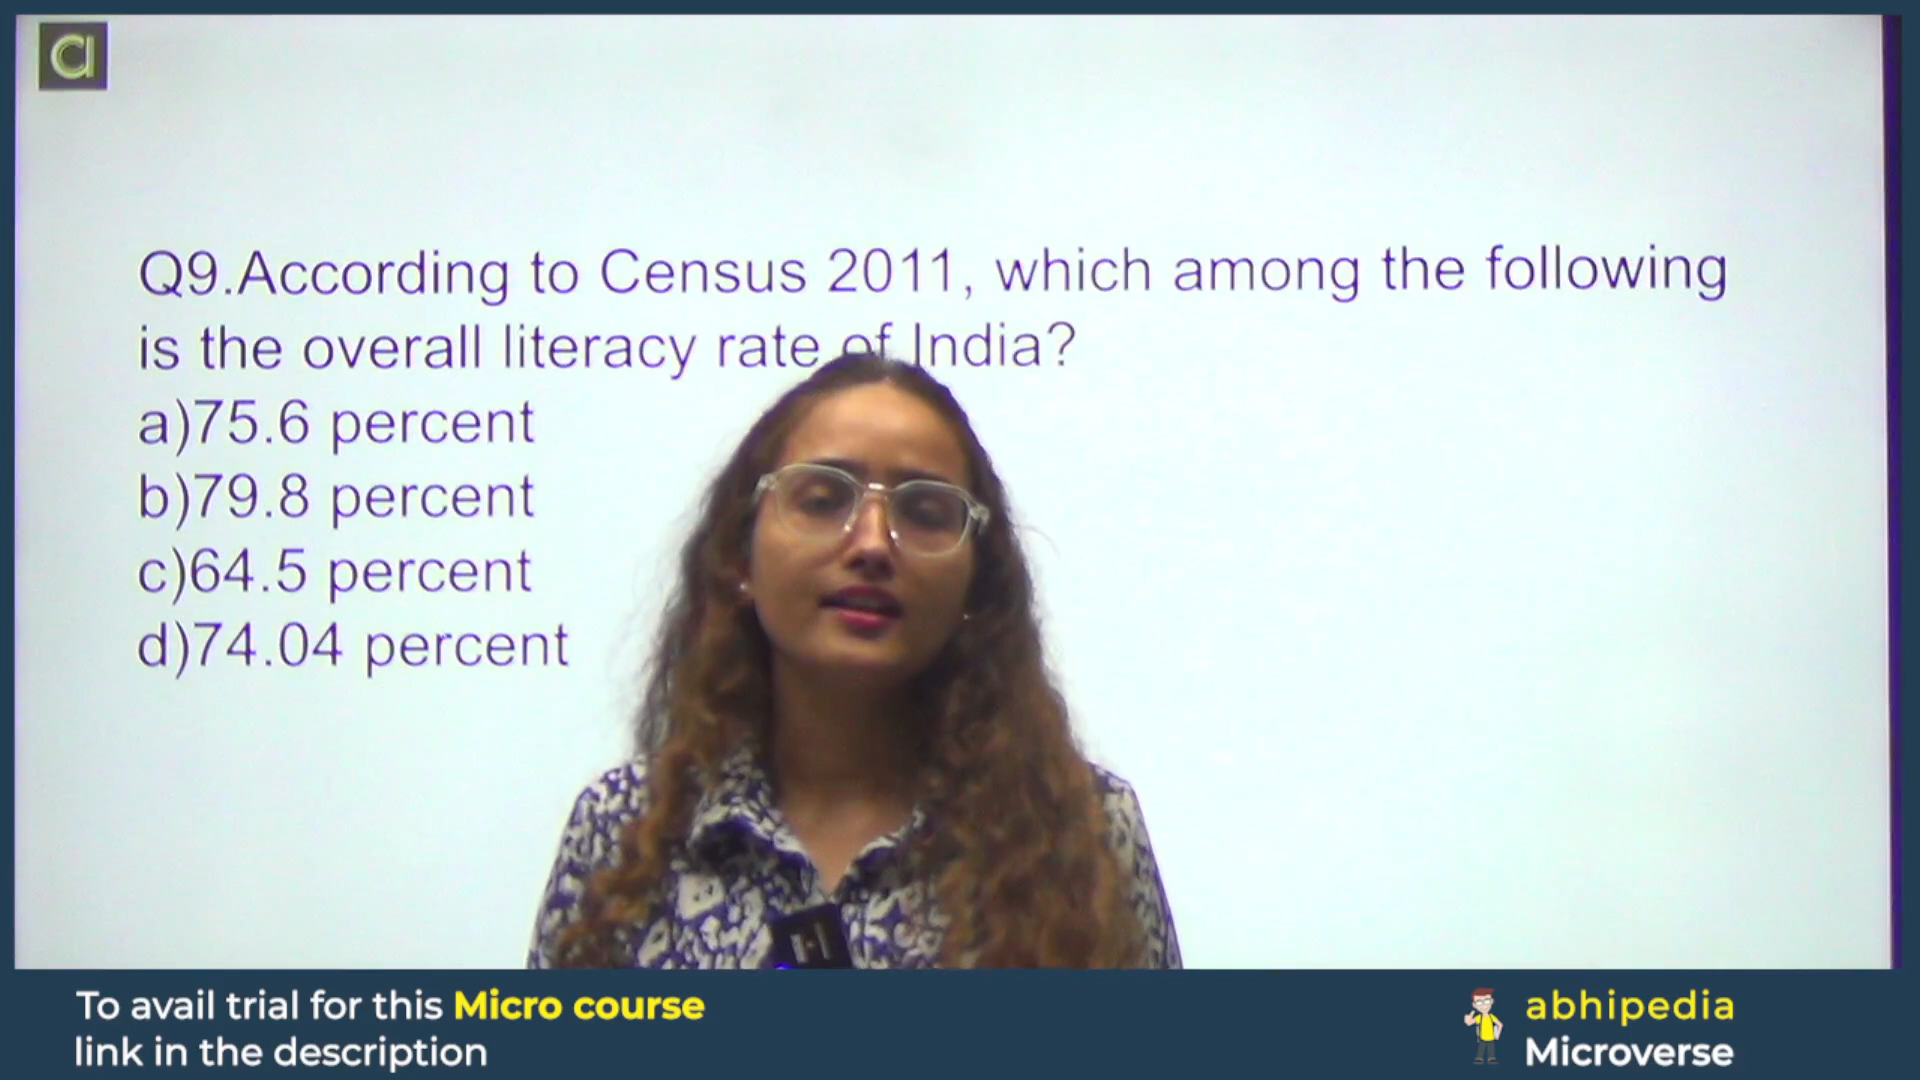 a
Q9.According to Census 2011, which among the following
is the overall literacy rate of India?
a)75.6 percent
b)79.8 percent
c)64.5 percent
d)74.04 percent
To avail trial for this Micro course
link in the description
abhipedia
Microverse